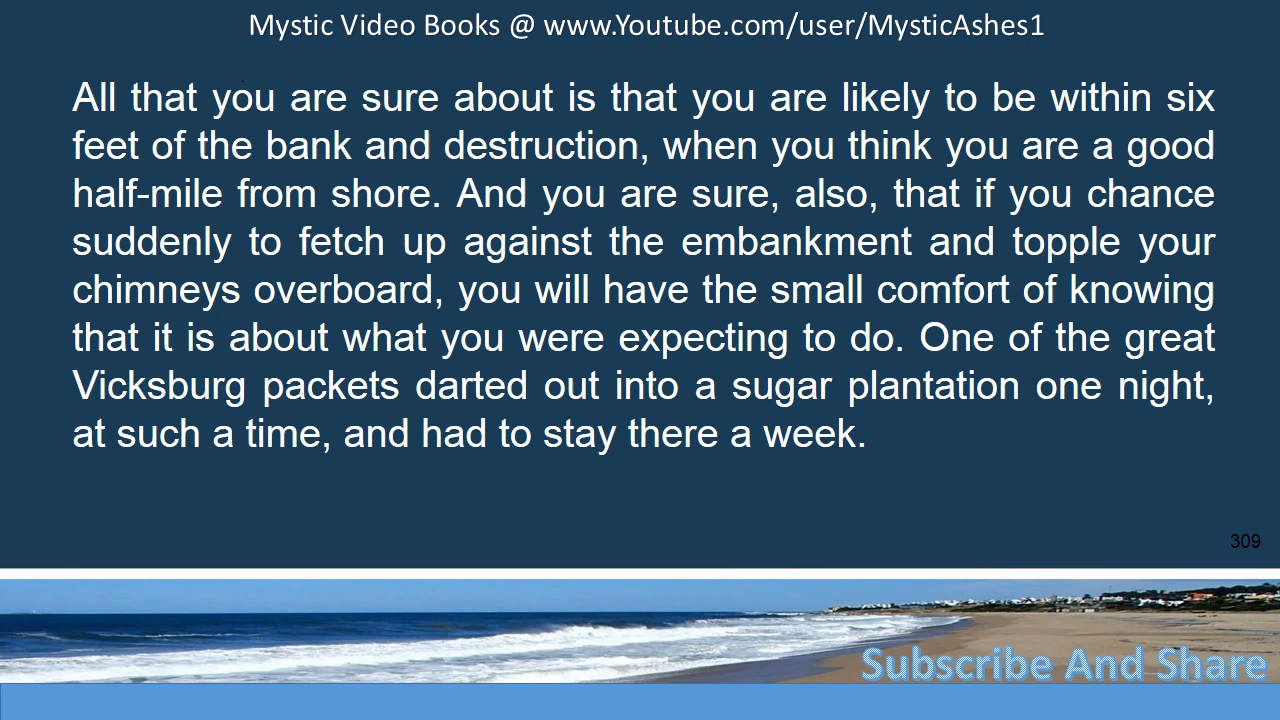 Mystic Video Books @ www.Youtube.com/user/MysticAshes1
All that you are sure about is that you are likely to be within six
feet of the bank and destruction, when you think you are a good
half-mile from shore. And you are sure, also, that if you chance
suddenly to fetch up against the embankment and topple your
chimneys overboard, you will have the small comfort of knowing
that it is about what you were expecting to do. One of the great
Vicksburg packets darted out into a sugar plantation one night,
at such a time, and had to stay there a week.
309
Subscribe And Share